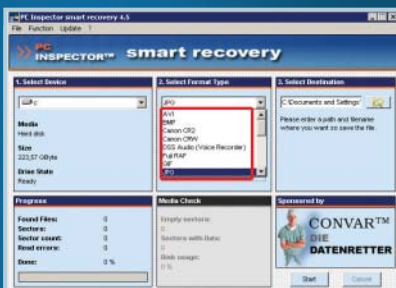 PC Inspector smart recovery 4.5
File Function Update ?
PC INSPECTOR™ smart recovery
1. Select Device
2. Select Format Type
3. Select Destination
JPG
C:\Documents and Settings\
AVI
BMP
Canon CR2
Canon CRW
DSS Audio (Voice Recorder)
Fuji RAF
GIF
JPG
Media
Hard disk
Size
223,57 GByte
Drive State
Ready
Please enter a path and filename
where you want so save the file.
Progress
Found Files: 0
Sectors: 0
Sector count: 0
Read errors: 0
Done: 0 %
Media Check
Empty sectors:
0
Sectors with Data:
0
Disk usage:
0 %
Sponsored by
CONVAR™
DIE
DATENRETTER
Start
Cancel